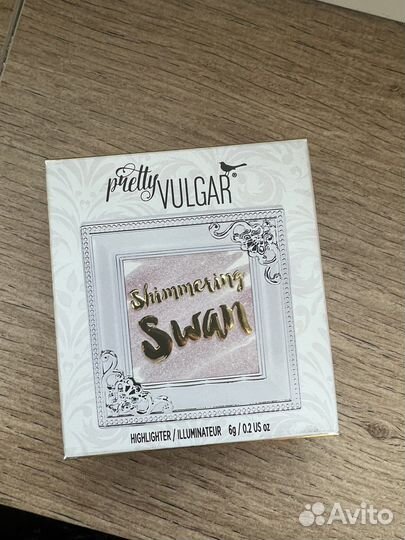 pretty
VULGAR®
Shimmering
Swan
HIGHLIGHTER / ILLUMINATEUR 6g / 0.2 US oz
Avito